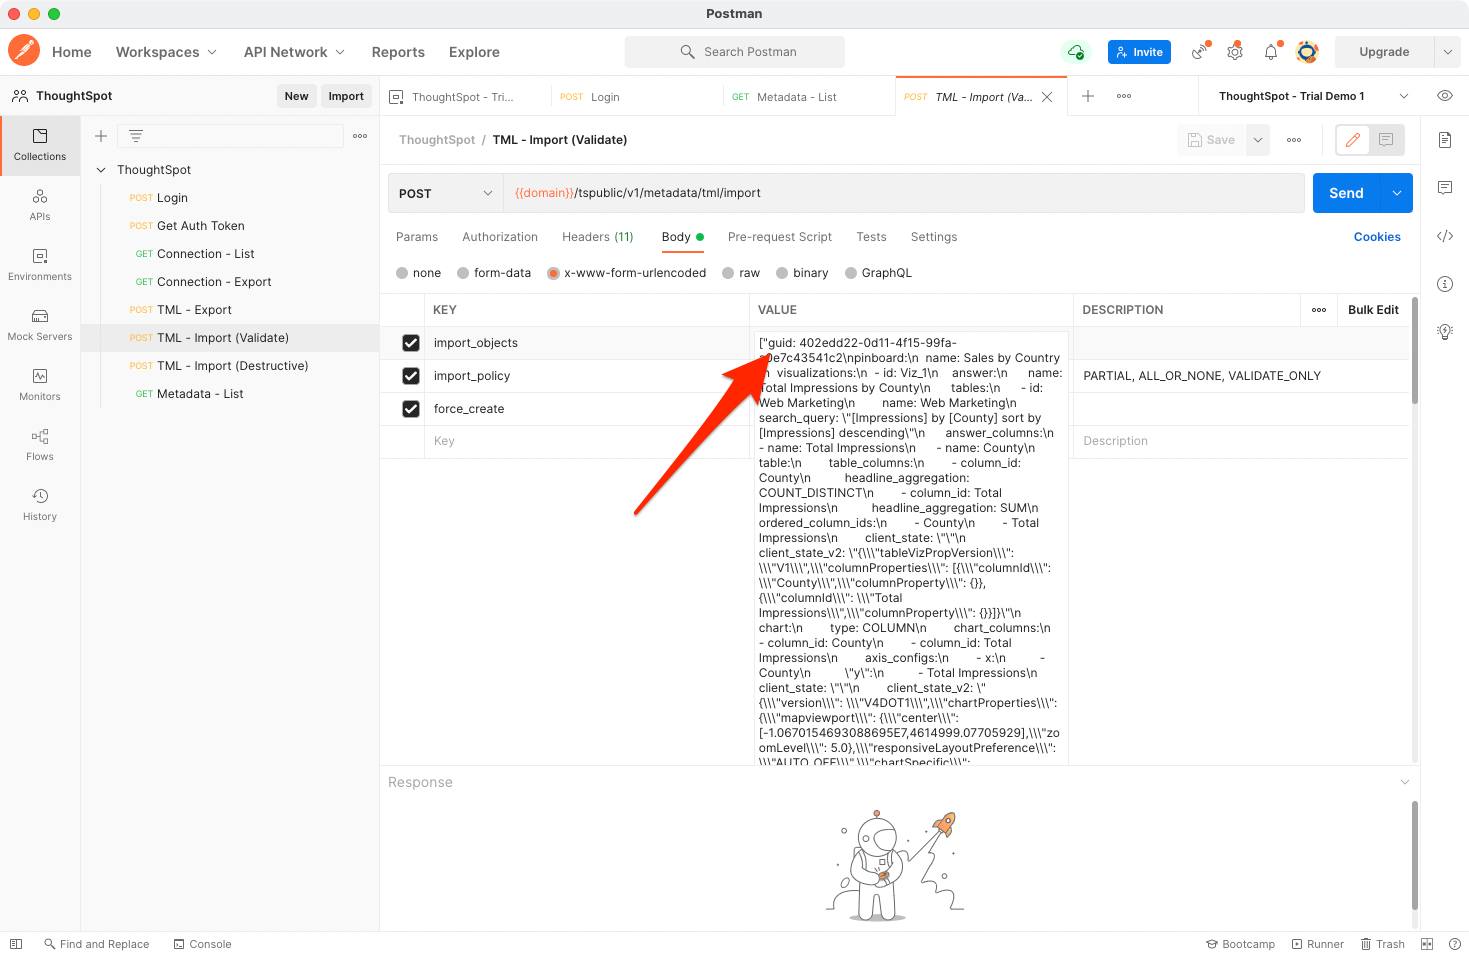 Postman
Home Workspaces API Network Reports Explore Search Postman Invite Upgrade
ThoughtSpot New Import ThoughtSpot - Tri... POST Login GET Metadata - List POST TML - Import (Va... ThoughtSpot - Trial Demo 1
Collections
APIs
Environments
Mock Servers
Monitors
Flows
History
ThoughtSpot
POST Login
POST Get Auth Token
GET Connection - List
GET Connection - Export
POST TML - Export
POST TML - Import (Validate)
POST TML - Import (Destructive)
GET Metadata - List
ThoughtSpot / TML - Import (Validate) Save
POST {{domain}}/tspublic/v1/metadata/tml/import Send
Params Authorization Headers (11) Body Pre-request Script Tests Settings Cookies
none form-data x-www-form-urlencoded raw binary GraphQL
KEY VALUE DESCRIPTION Bulk Edit
import_objects
import_policy PARTIAL, ALL_OR_NONE, VALIDATE_ONLY
force_create
Key Description
["guid: 402edd22-0d11-4f15-99fa-
0e7c43541c2\npinboard:\n name: Sales by Country
visualizations:\n - id: Viz_1\n answer:\n name:
Total Impressions by County\n tables:\n - id:
Web Marketing\n name: Web Marketing\n
search_query: \"[Impressions] by [County] sort by
[Impressions] descending\"\n answer_columns:\n
- name: Total Impressions\n - name: County\n
table:\n table_columns:\n - column_id:
County\n headline_aggregation:
COUNT_DISTINCT\n - column_id: Total
Impressions\n headline_aggregation: SUM\n
ordered_column_ids:\n - County\n - Total
Impressions\n client_state: \"\"\n
client_state_v2: \"{\\\"tableVizPropVersion\\\":
\\\"V1\\\",\\\"columnProperties\\\": [{\\\"columnId\\\":
\\\"County\\\",\\\"columnProperty\\\": {}},
{\\\"columnId\\\": \\\"Total
Impressions\\\",\\\"columnProperty\\\": {}}]}\"\n
chart:\n type: COLUMN\n chart_columns:\n
- column_id: County\n - column_id: Total
Impressions\n axis_configs:\n - x:\n -
County\n \"y\":\n - Total Impressions\n
client_state: \"\"\n client_state_v2: \"
{\\\"version\\\": \\\"V4DOT1\\\",\\\"chartProperties\\\":
{\\\"mapviewport\\\": {\\\"center\\\":
[-1.0670154693088695E7,4614999.07705929],\\\"zo
omLevel\\\": 5.0},\\\"responsiveLayoutPreference\\\":
\\\"AUTO_OFF\\\",\\\"chartSpecific\\\":
Response
Find and Replace Console Bootcamp Runner Trash